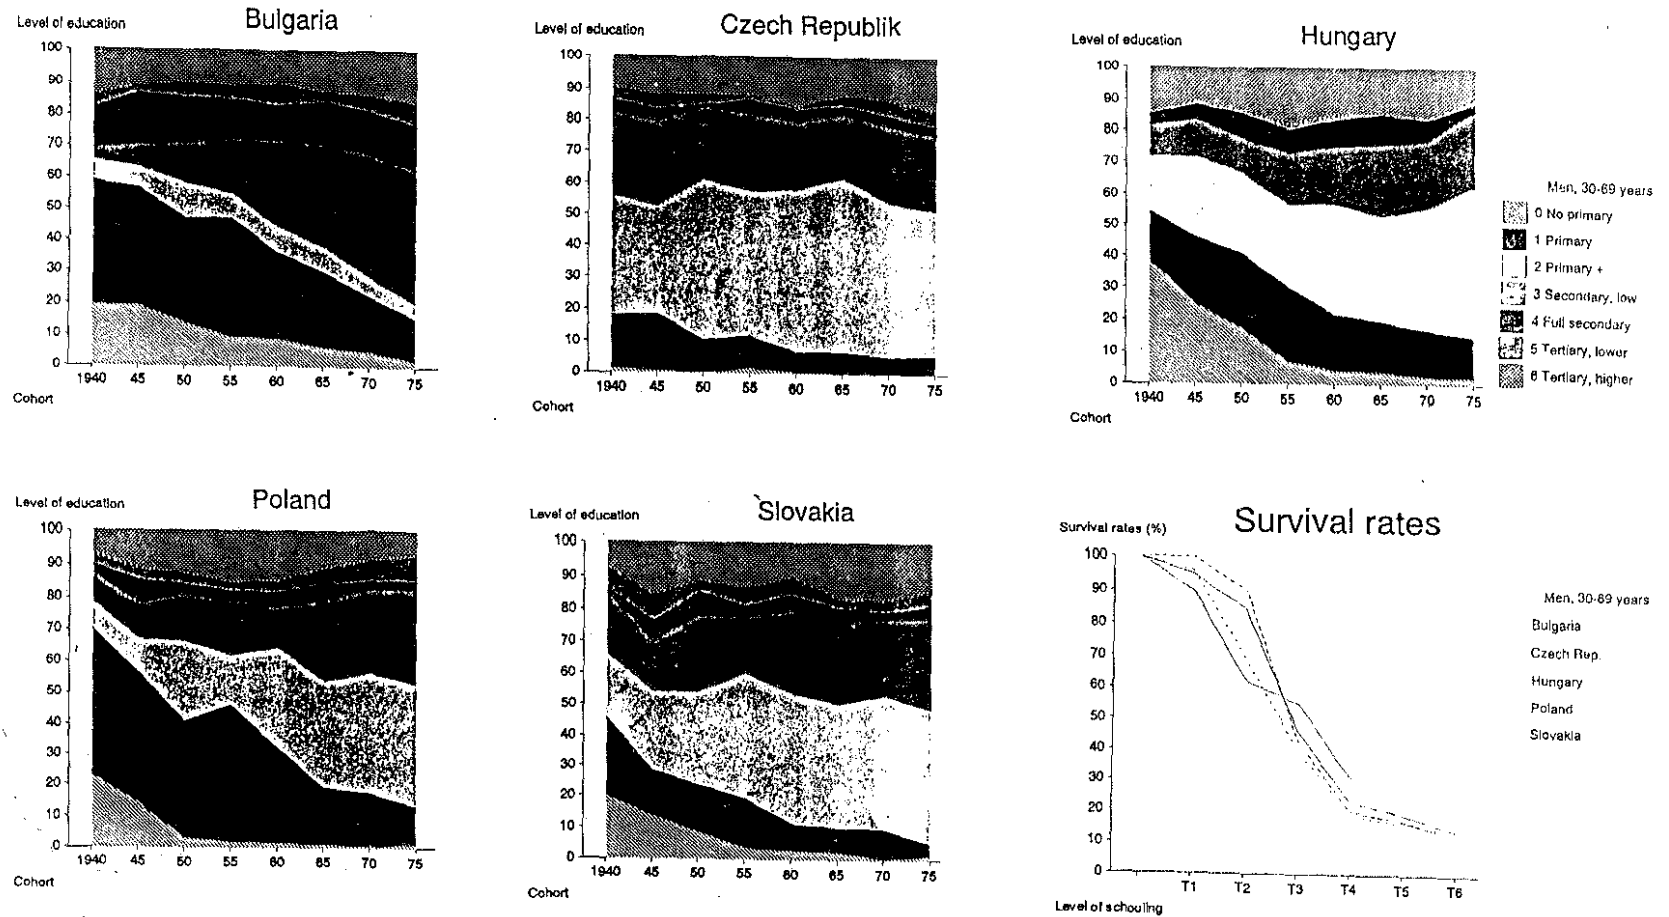 Bulgaria
Level of education
100
90
80
70
60
50
40
30
20
10
0
1940 45 50 55 60 65 70 75
Cohort
Czech Republik
Level of education
100
90
80
70
60
50
40
30
20
10
0
1940 45 50 55 60 65 70 75
Cohort
Hungary
Level of education
100
90
80
70
60
50
40
30
20
10
0
1940 45 50 55 60 65 70 75
Cohort
Men, 30-69 years
0 No primary
1 Primary
2 Primary +
3 Secondary, low
4 Full secondary
5 Tertiary, lower
6 Tertiary, higher
Poland
Level of education
100
90
80
70
60
50
40
30
20
10
0
1940 45 50 55 60 65 70 75
Cohort
Slovakia
Level of education
100
90
80
70
60
50
40
30
20
10
0
1940 45 50 55 60 65 70 75
Cohort
Survival rates
Survival rates (%)
100
90
80
70
60
50
40
30
20
10
0
T1 T2 T3 T4 T5 T6
Level of schooling
Men, 30-69 years
Bulgaria
Czech Rep.
Hungary
Poland
Slovakia